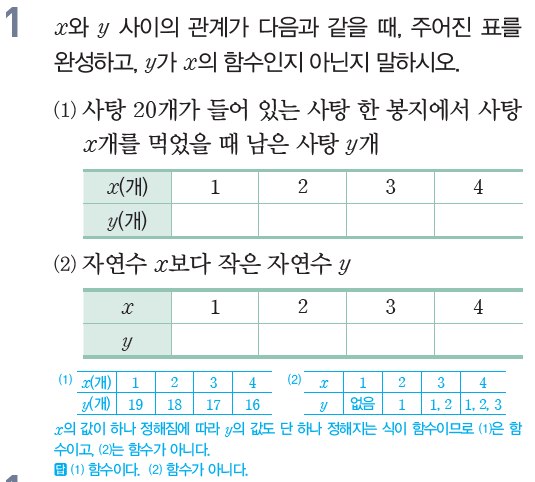 1
x와 y 사이의 관계가 다음과 같을 때, 주어진 표를
완성하고, y가 x의 함수인지 아닌지 말하시오.
(1) 사탕 20개가 들어 있는 사탕 한 봉지에서 사탕
x개를 먹었을 때 남은 사탕 y개
x(개) 1 2 3 4
y(개)
(2) 자연수 x보다 작은 자연수 y
x 1 2 3 4
y
(1) x(개) 1 2 3 4
y(개) 19 18 17 16
(2) x 1 2 3 4
y 없음 1 1, 2 1, 2, 3
x의 값이 하나 정해짐에 따라 y의 값도 단 하나 정해지는 식이 함수이므로 (1)은 함
수이고, (2)는 함수가 아니다.
답 (1) 함수이다. (2) 함수가 아니다.